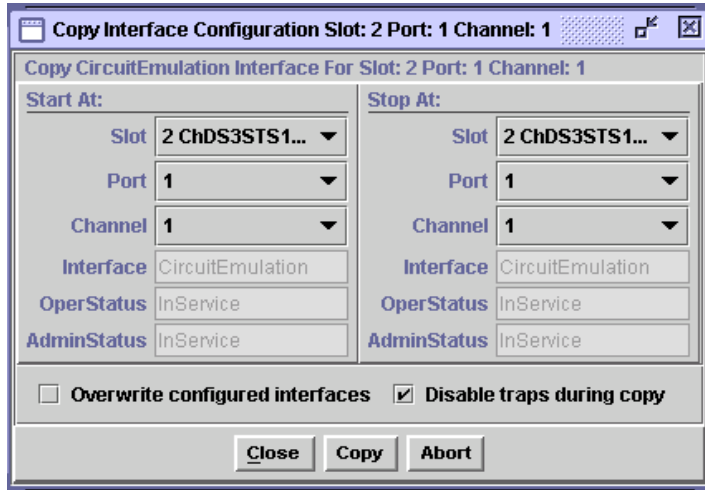 Copy Interface Configuration Slot: 2 Port: 1 Channel: 1
Copy CircuitEmulation Interface For Slot: 2 Port: 1 Channel: 1
Start At:
Slot 2 ChDS3STS1...
Port 1
Channel 1
Interface CircuitEmulation
OperStatus InService
AdminStatus InService
Stop At:
Slot 2 ChDS3STS1...
Port 1
Channel 1
Interface CircuitEmulation
OperStatus InService
AdminStatus InService
Overwrite configured interfaces Disable traps during copy
Close Copy Abort